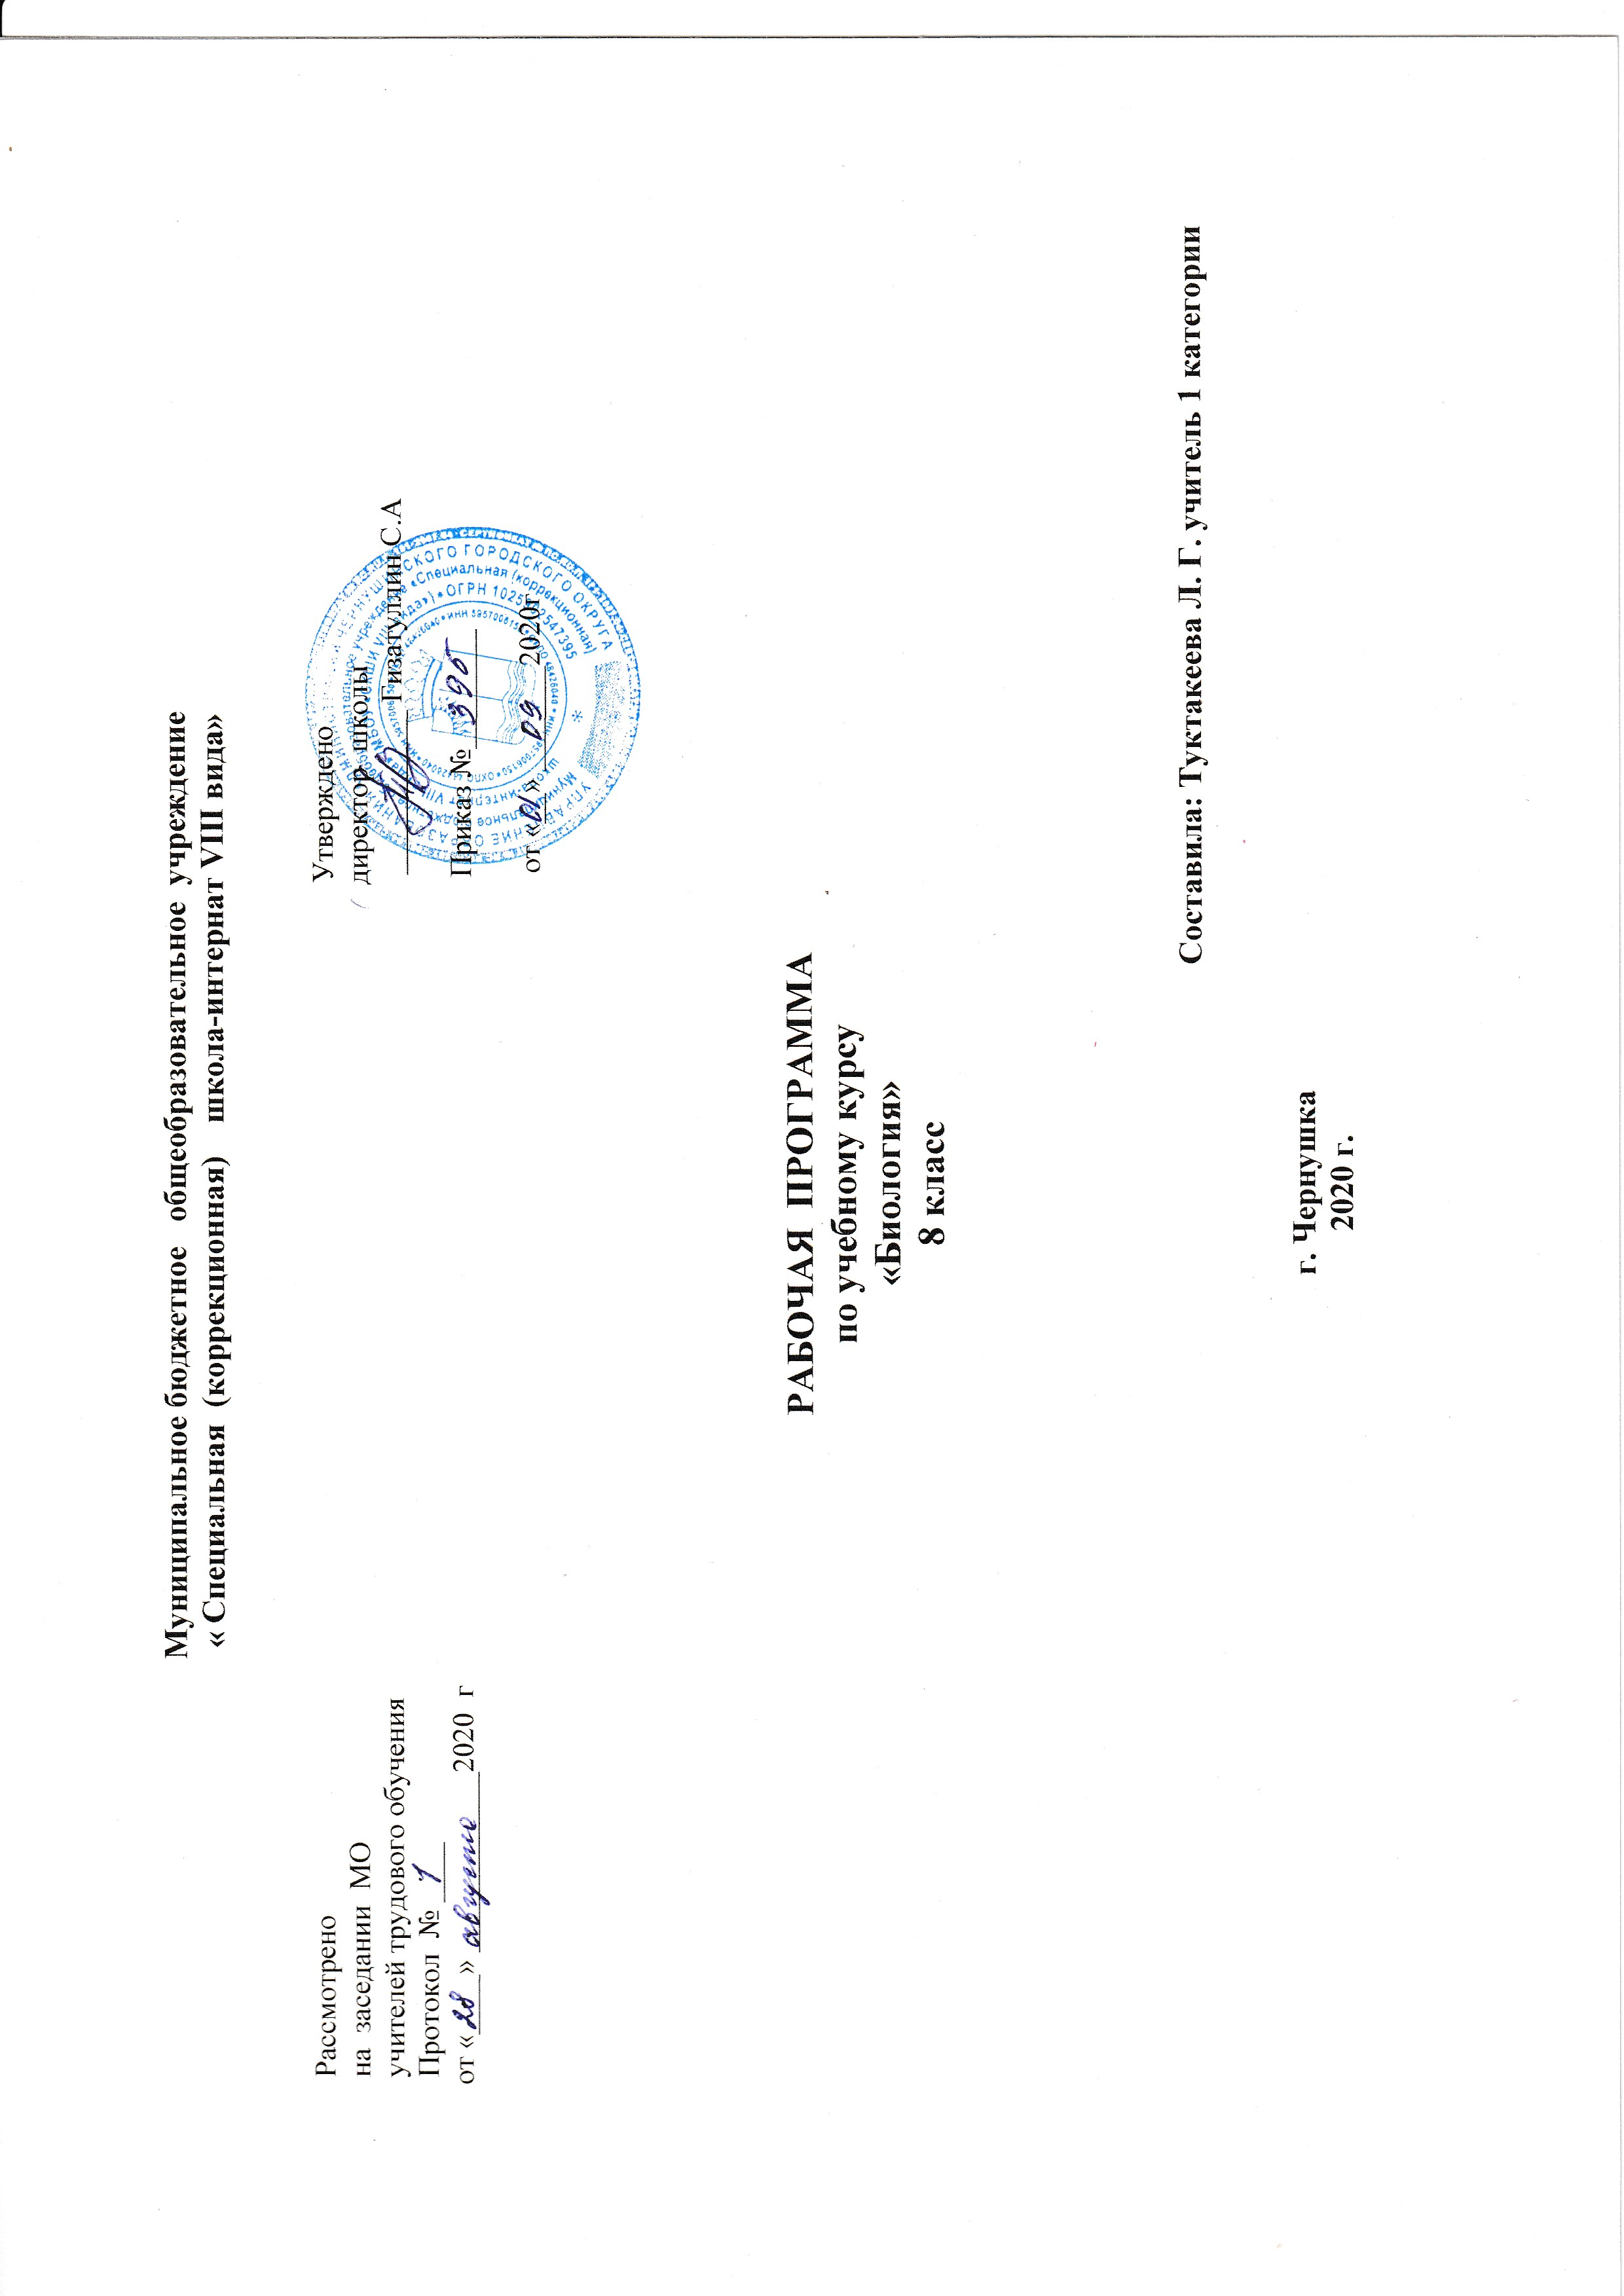 Муниципальное бюджетное общеобразовательное учреждение
« Специальная (коррекционная) школа-интернат VIII вида»
Рассмотрено
на заседании МО
учителей трудового обучения
Протокол № 1
от « 28 » августа 2020 г
Утверждено
директор школы
Гизатуллин С.А
Приказ №
от « 01 » 09 2020г
РАБОЧАЯ ПРОГРАММА
по учебному курсу
«Биология»
8 класс
Составила: Туктакеева Л. Г. учитель 1 категории
г. Чернушка
2020 г.